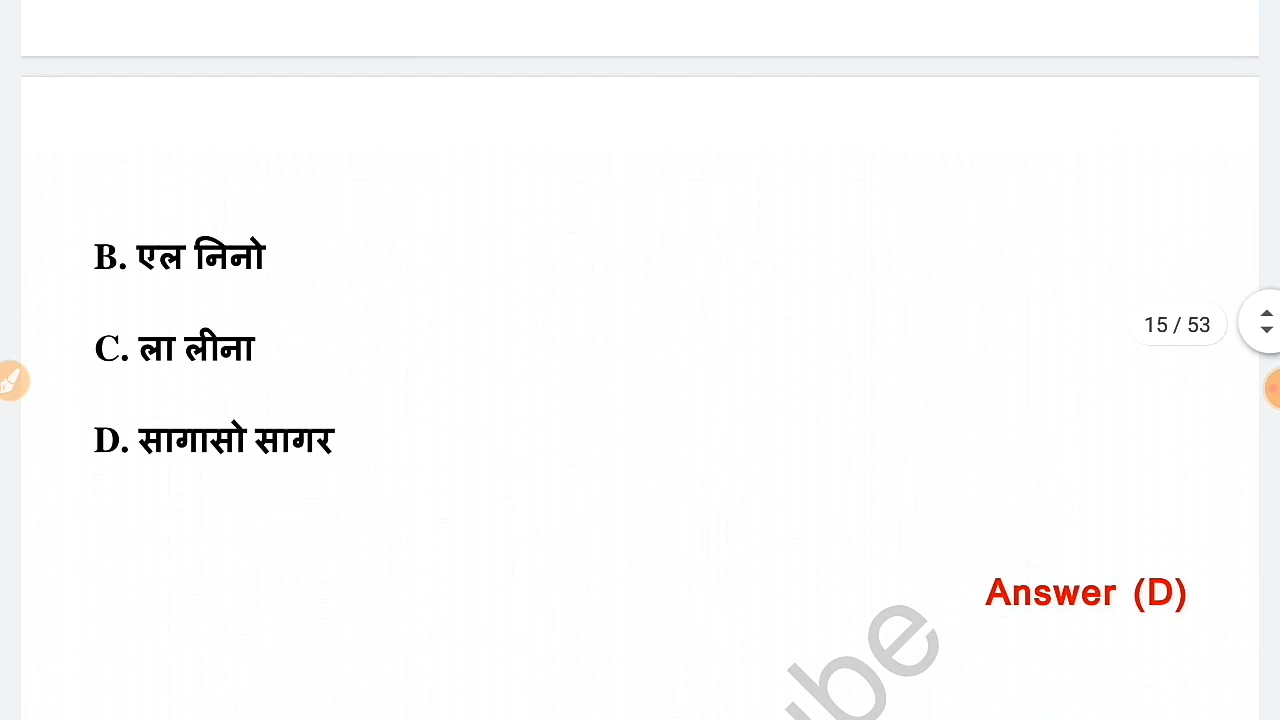 B. एल निनो
C. ला लीना
15 / 53
D. सागासो सागर
Answer (D)